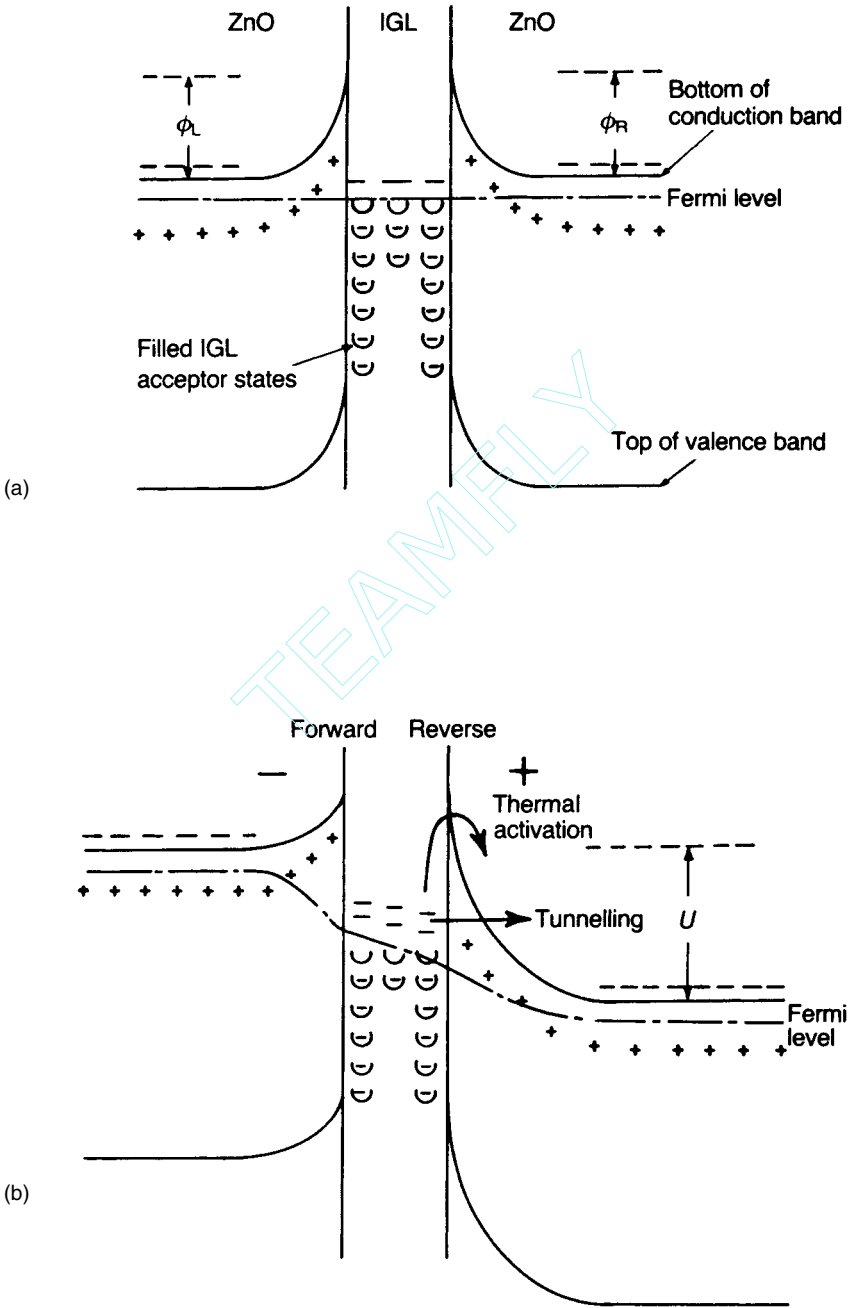 ZnO IGL ZnO
ϕL
ϕR
Bottom of
conduction band
Fermi level
Filled IGL
acceptor states
Top of valence band
(a)
TEAMFLY
Forward Reverse
− +
Thermal
activation
Tunnelling
U
Fermi
level
(b)